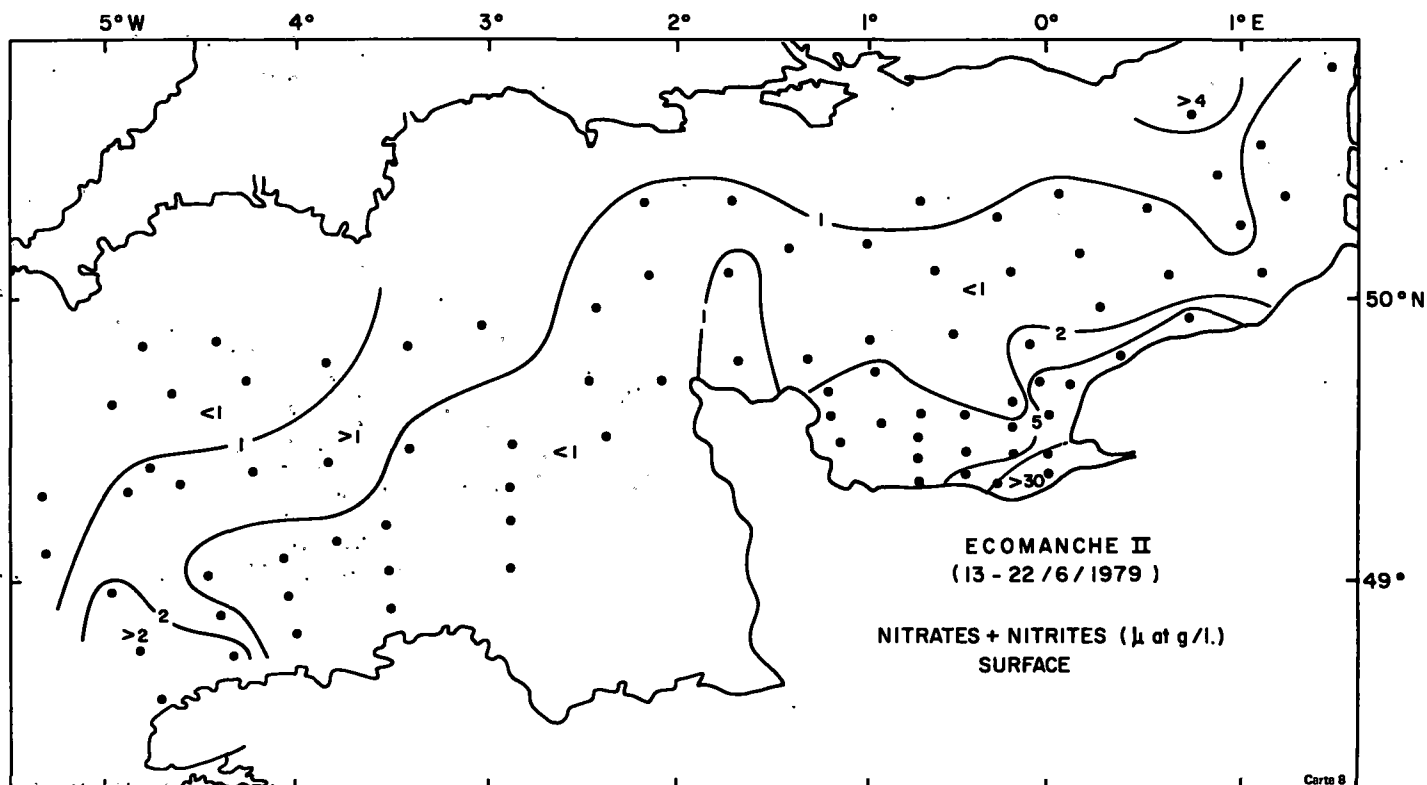 5° W 4° 3° 2° 1° 0° 1° E
>4
1
50° N
<1
1
2
<1
1
>1
<1
5
>30
ECOMANCHE II
(13 - 22 / 6 / 1979)
49°
2
>2
NITRATES + NITRITES (μ at g/l.)
SURFACE
Carte 8